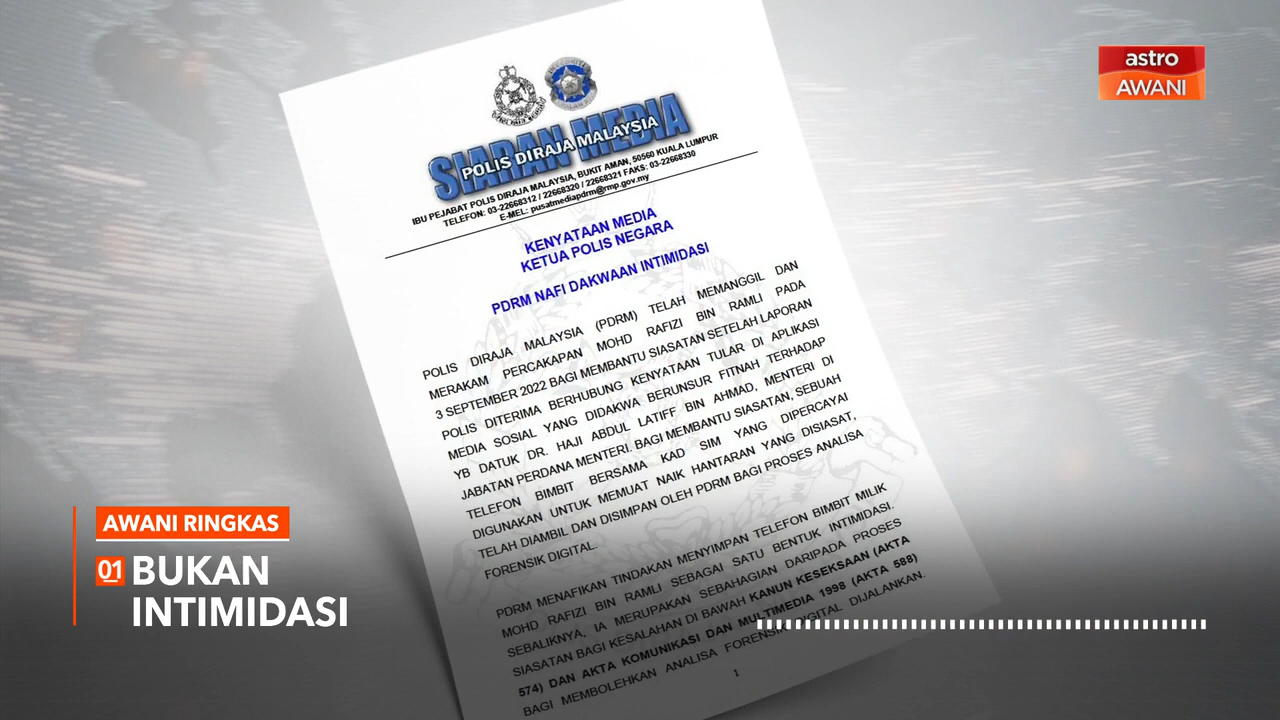 astro
AWANI
SIARAN MEDIA
POLIS DIRAJA MALAYSIA
IBU PEJABAT POLIS DIRAJA MALAYSIA, BUKIT AMAN, 50560 KUALA LUMPUR
TELEFON: 03-22668312 / 22668320 / 22668321 FAKS: 03-22668330
E-MEL: pusatmediapdrm@rmp.gov.my
KENYATAAN MEDIA
KETUA POLIS NEGARA
PDRM NAFI DAKWAAN INTIMIDASI
POLIS DIRAJA MALAYSIA (PDRM) TELAH MEMANGGIL DAN
MERAKAM PERCAKAPAN MOHD RAFIZI BIN RAMLI PADA
3 SEPTEMBER 2022 BAGI MEMBANTU SIASATAN SETELAH LAPORAN
POLIS DITERIMA BERHUBUNG KENYATAAN TULAR DI APLIKASI
MEDIA SOSIAL YANG DIDAKWA BERUNSUR FITNAH TERHADAP
YB DATUK DR. HAJI ABDUL LATIFF BIN AHMAD, MENTERI DI
JABATAN PERDANA MENTERI. BAGI MEMBANTU SIASATAN, SEBUAH
TELEFON BIMBIT BERSAMA KAD SIM YANG DIPERCAYAI
DIGUNAKAN UNTUK MEMUAT NAIK HANTARAN YANG DISIASAT,
TELAH DIAMBIL DAN DISIMPAN OLEH PDRM BAGI PROSES ANALISA
FORENSIK DIGITAL.
PDRM MENAFIKAN TINDAKAN MENYIMPAN TELEFON BIMBIT MILIK
MOHD RAFIZI BIN RAMLI SEBAGAI SATU BENTUK INTIMIDASI.
SEBALIKNYA, IA MERUPAKAN SEBAHAGIAN DARIPADA PROSES
SIASATAN BAGI KESALAHAN DI BAWAH KANUN KESEKSAAN (AKTA
574) DAN AKTA KOMUNIKASI DAN MULTIMEDIA 1998 (AKTA 588)
BAGI MEMBOLEHKAN ANALISA FORENSIK DIGITAL DIJALANKAN.
1
AWANI RINGKAS
01 BUKAN
INTIMIDASI